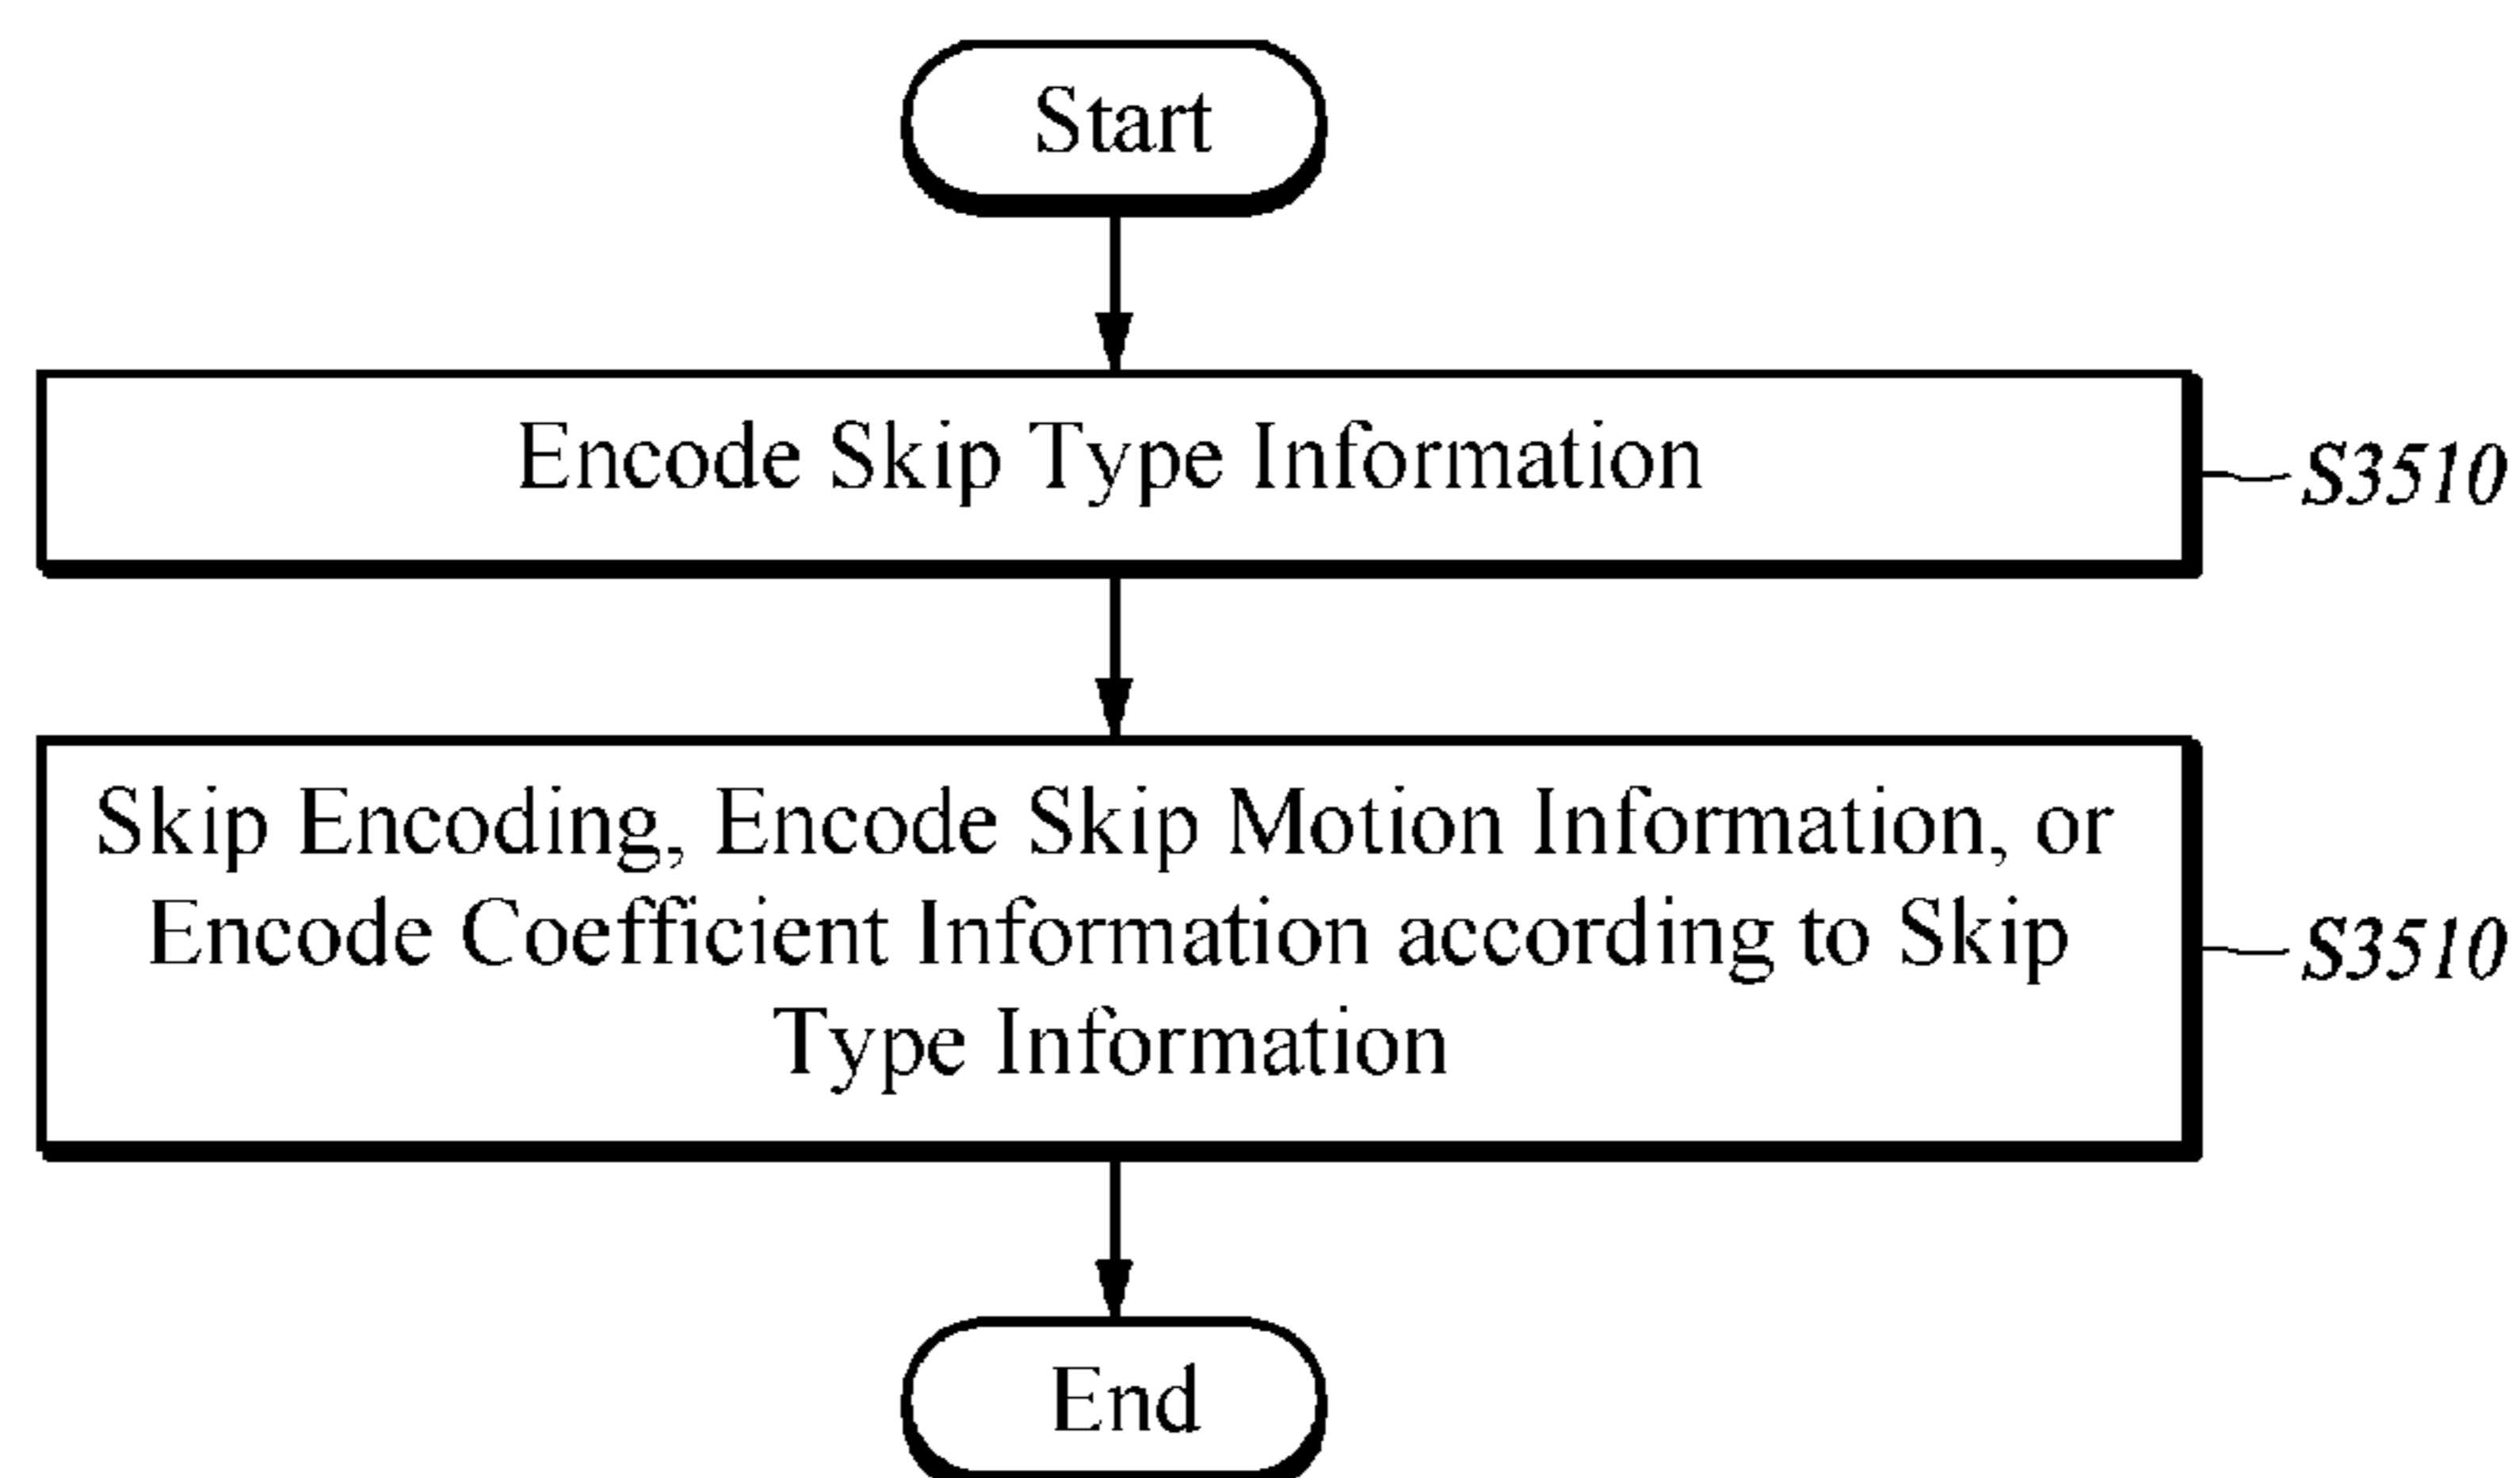 Start
Encode Skip Type Information
S3510
Skip Encoding, Encode Skip Motion Information, or
Encode Coefficient Information according to Skip
Type Information
S3510
End